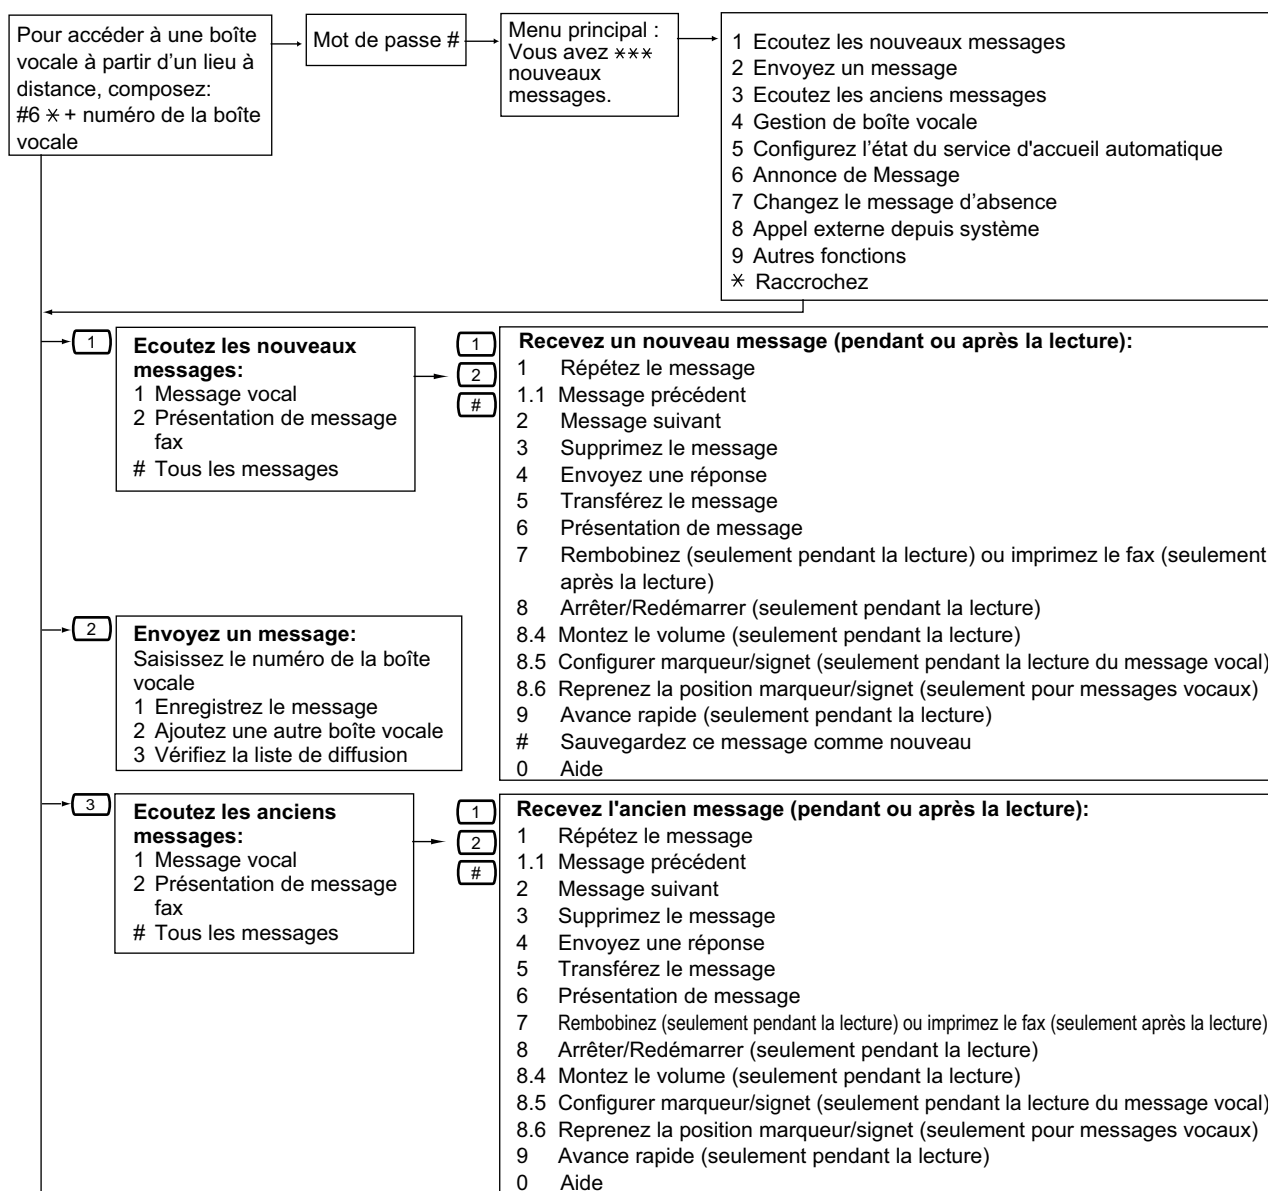 Pour accéder à une boîte
vocale à partir d'un lieu à
distance, composez:
#6 ✳ + numéro de la boîte
vocale
Mot de passe #
Menu principal :
Vous avez ✳✳✳
nouveaux
messages.
1 Ecoutez les nouveaux messages
2 Envoyez un message
3 Ecoutez les anciens messages
4 Gestion de boîte vocale
5 Configurez l'état du service d'accueil automatique
6 Annonce de Message
7 Changez le message d'absence
8 Appel externe depuis système
9 Autres fonctions
✳ Raccrochez
1
Ecoutez les nouveaux
messages:
1 Message vocal
2 Présentation de message
fax
# Tous les messages
1
2
#
Recevez un nouveau message (pendant ou après la lecture):
1 Répétez le message
1.1 Message précédent
2 Message suivant
3 Supprimez le message
4 Envoyez une réponse
5 Transférez le message
6 Présentation de message
7 Rembobinez (seulement pendant la lecture) ou imprimez le fax (seulement
après la lecture)
8 Arrêter/Redémarrer (seulement pendant la lecture)
8.4 Montez le volume (seulement pendant la lecture)
8.5 Configurer marqueur/signet (seulement pendant la lecture du message vocal)
8.6 Reprenez la position marqueur/signet (seulement pour messages vocaux)
9 Avance rapide (seulement pendant la lecture)
# Sauvegardez ce message comme nouveau
0 Aide
2
Envoyez un message:
Saisissez le numéro de la boîte
vocale
1 Enregistrez le message
2 Ajoutez une autre boîte vocale
3 Vérifiez la liste de diffusion
3
Ecoutez les anciens
messages:
1 Message vocal
2 Présentation de message
fax
# Tous les messages
1
2
#
Recevez l'ancien message (pendant ou après la lecture):
1 Répétez le message
1.1 Message précédent
2 Message suivant
3 Supprimez le message
4 Envoyez une réponse
5 Transférez le message
6 Présentation de message
7 Rembobinez (seulement pendant la lecture) ou imprimez le fax (seulement après la lecture)
8 Arrêter/Redémarrer (seulement pendant la lecture)
8.4 Montez le volume (seulement pendant la lecture)
8.5 Configurer marqueur/signet (seulement pendant la lecture du message vocal)
8.6 Reprenez la position marqueur/signet (seulement pour messages vocaux)
9 Avance rapide (seulement pendant la lecture)
0 Aide